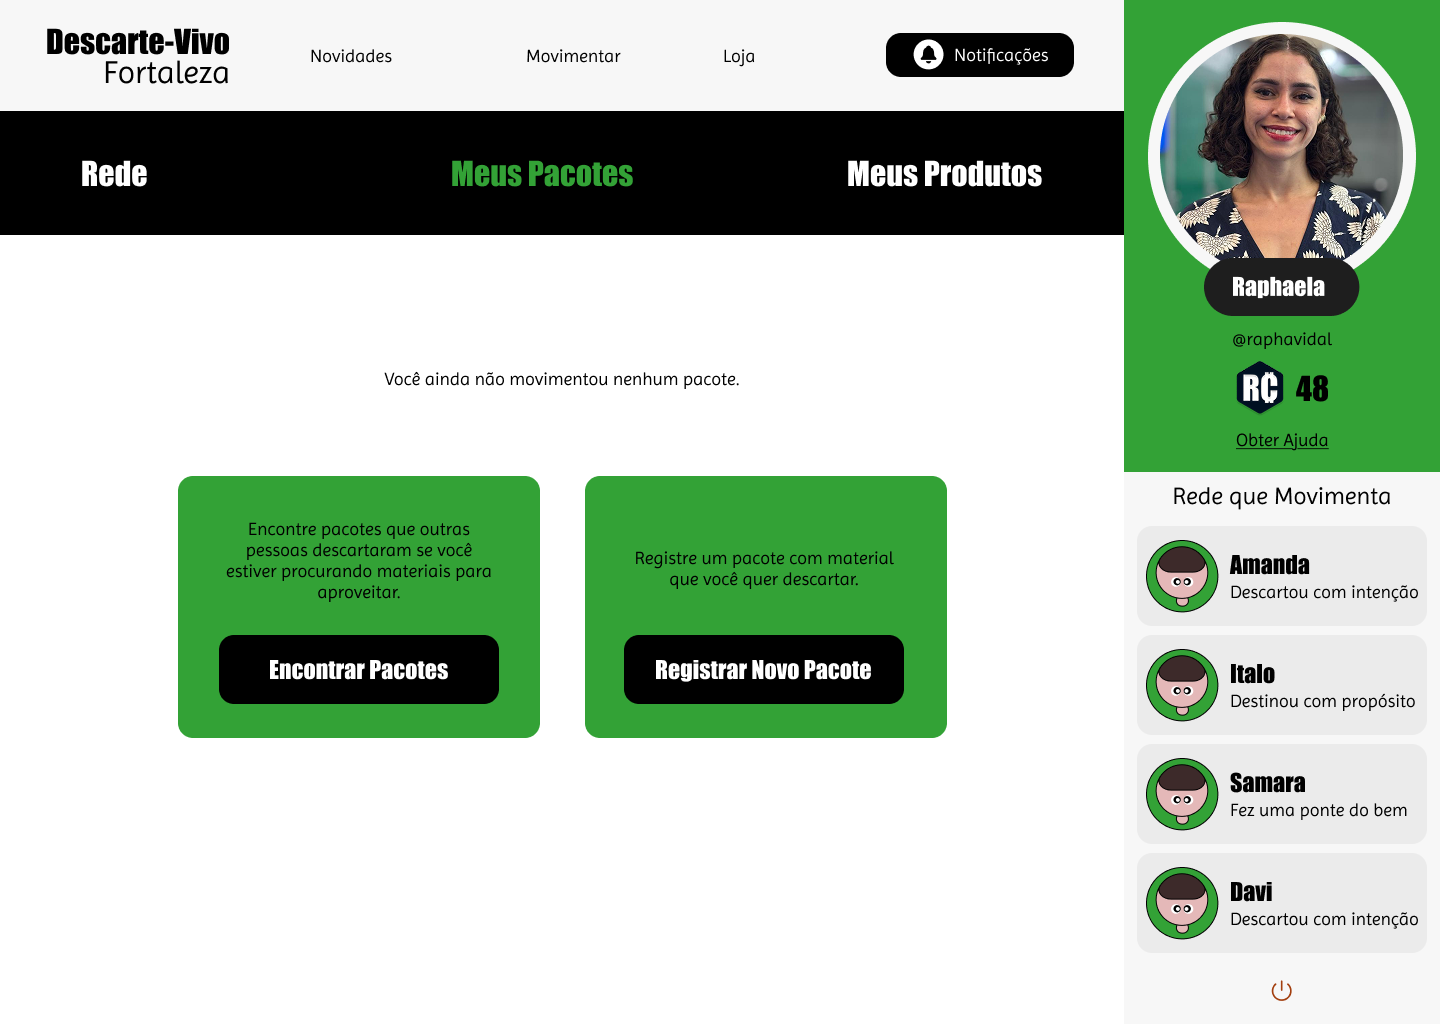 Descarte-Vivo
Fortaleza
Novidades
Movimentar
Loja
Notificações
Rede
Meus Pacotes
Meus Produtos
Você ainda não movimentou nenhum pacote.
Encontre pacotes que outras
pessoas descartaram se você
estiver procurando materiais para
aproveitar.
Encontrar Pacotes
Registre um pacote com material
que você quer descartar.
Registrar Novo Pacote
Raphaela
@raphavidal
R₵ 48
Obter Ajuda
Rede que Movimenta
Amanda
Descartou com intenção
Italo
Destinou com propósito
Samara
Fez uma ponte do bem
Davi
Descartou com intenção